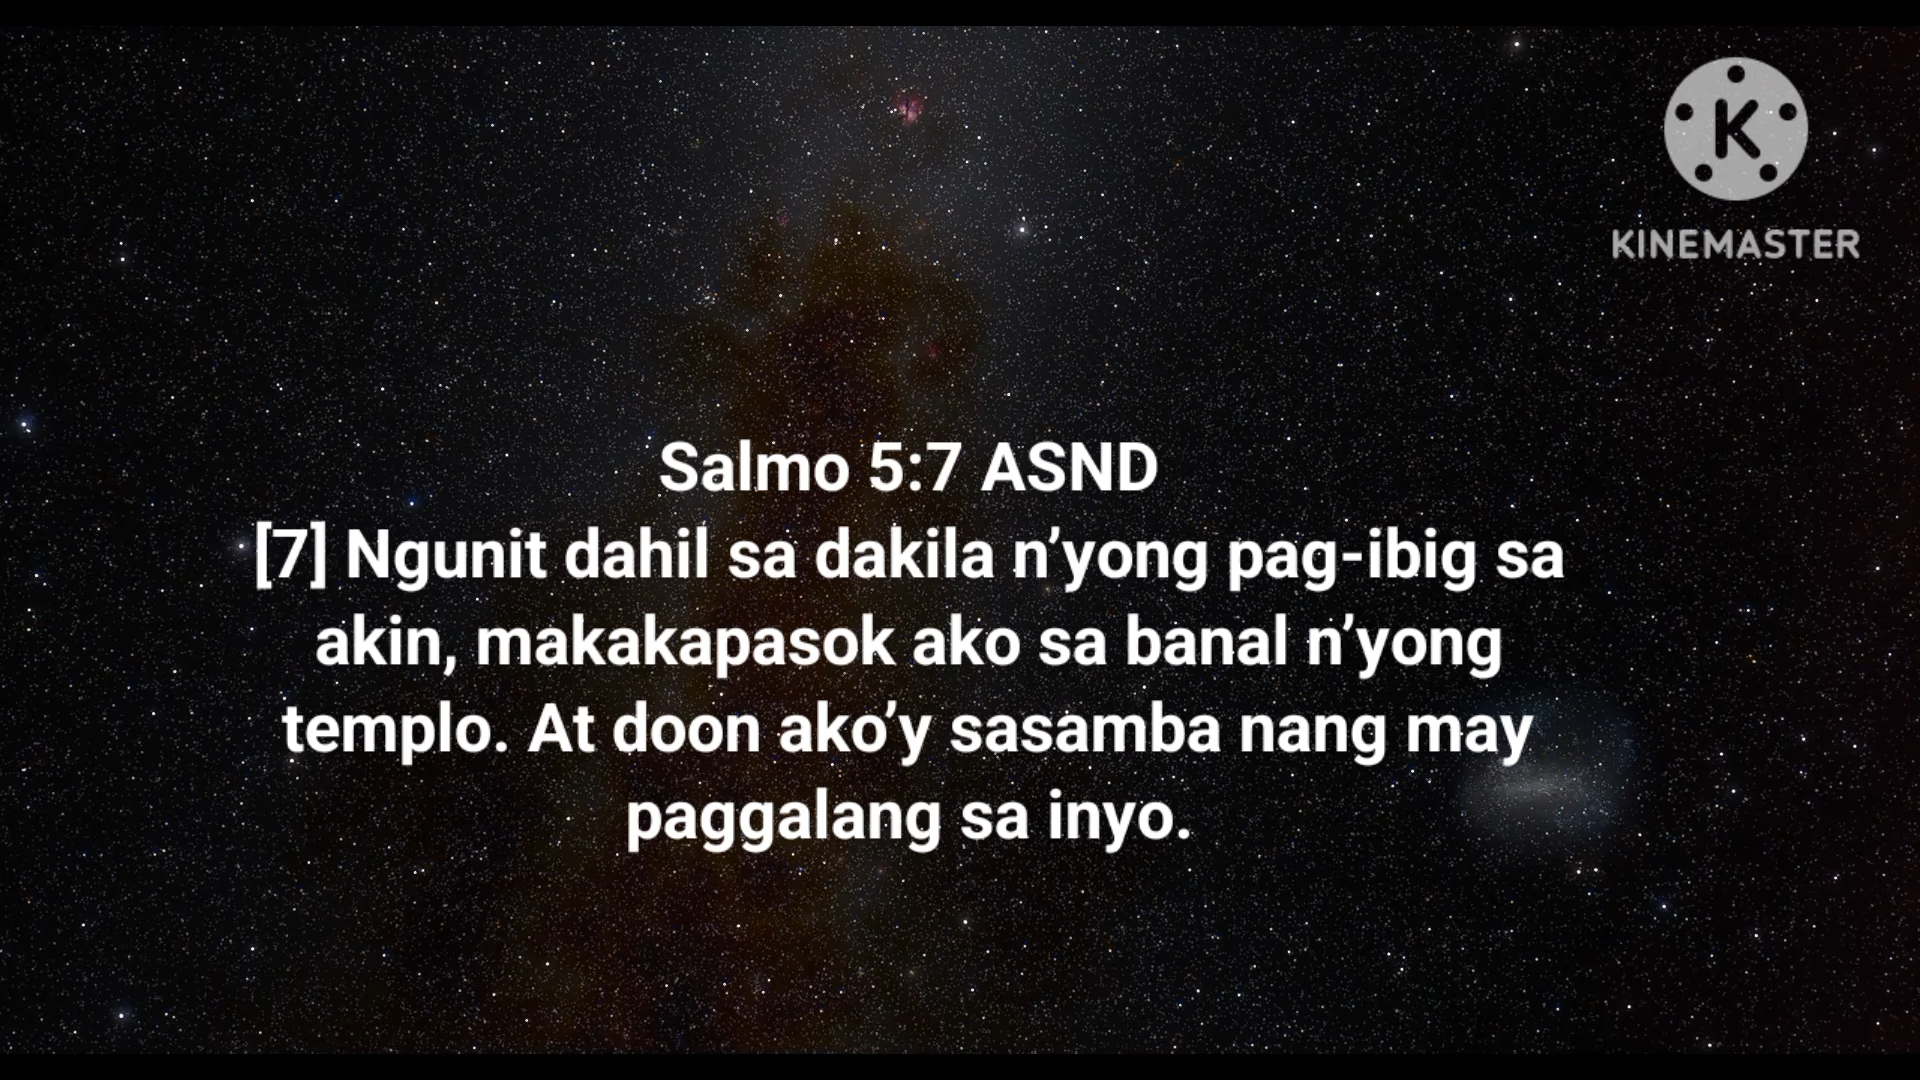 K
KINEMASTER
Salmo 5:7 ASND
[7] Ngunit dahil sa dakila n’yong pag-ibig sa
akin, makakapasok ako sa banal n’yong
templo. At doon ako’y sasamba nang may
paggalang sa inyo.